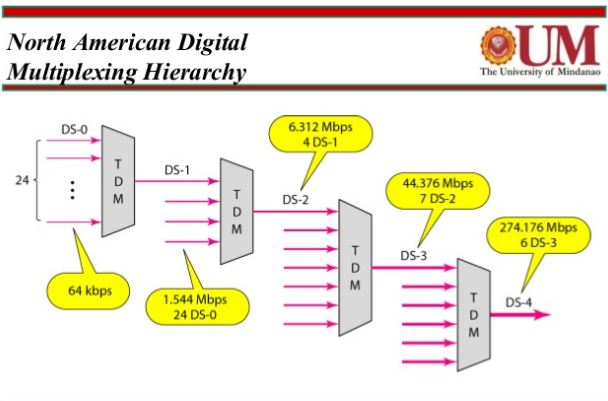 North American Digital
Multiplexing Hierarchy
UM
The University of Mindanao
DS-0
24
T
D
M
64 kbps
DS-1
T
D
M
1.544 Mbps
24 DS-0
6.312 Mbps
4 DS-1
DS-2
T
D
M
44.376 Mbps
7 DS-2
DS-3
T
D
M
274.176 Mbps
6 DS-3
DS-4